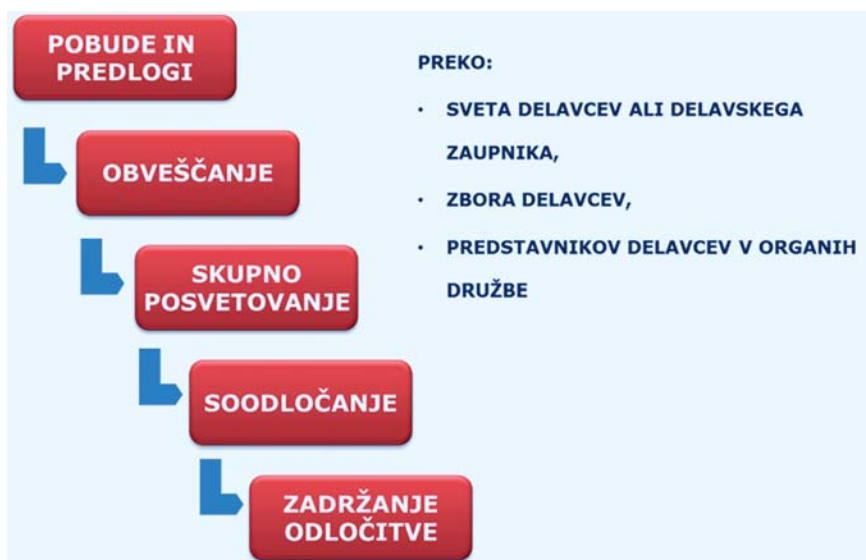 POBUDE IN
PREDLOGI
OBVEŠČANJE
SKUPNO
POSVETOVANJE
SOODLOČANJE
ZADRŽANJE
ODLOČITVE
PREKO:
• SVETA DELAVCEV ALI DELAVSKEGA
ZAUPNIKA,
• ZBORA DELAVCEV,
• PREDSTAVNIKOV DELAVCEV V ORGANIH
DRUŽBE